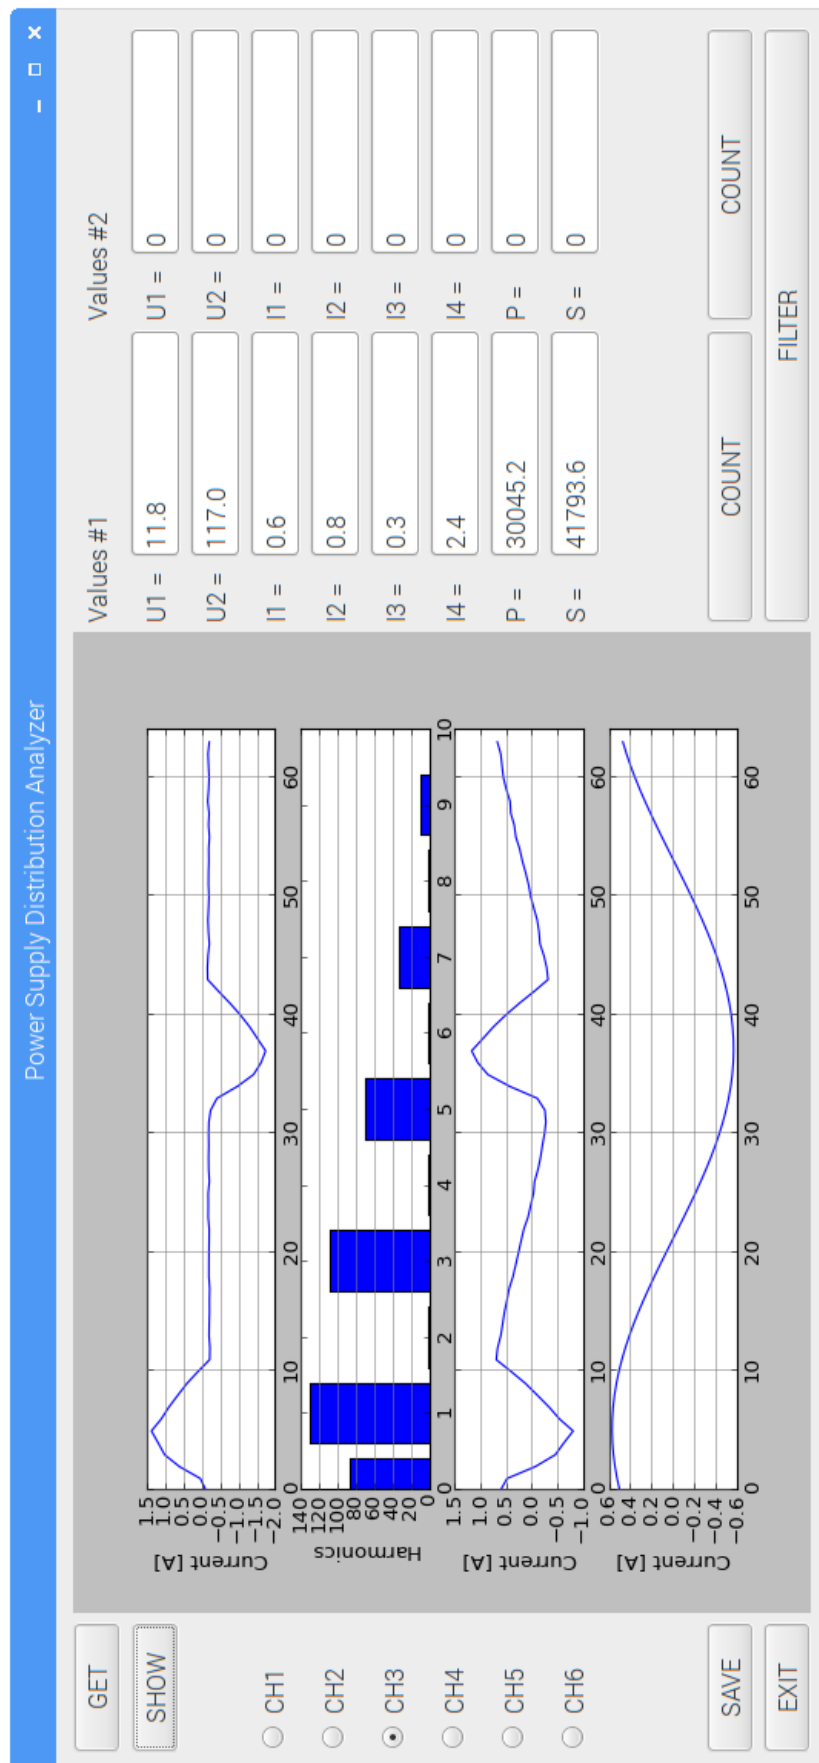 Power Supply Distribution Analyzer
GET
SHOW
CH1
CH2
CH3
CH4
CH5
CH6
SAVE
EXIT
Current [A]
1.5
1.0
0.5
0.0
−0.5
−1.0
−1.5
−2.0
0 10 20 30 40 50 60
Harmonics
140
120
100
80
60
40
20
0
0 1 2 3 4 5 6 7 8 9 10
Current [A]
1.5
1.0
0.5
0.0
−0.5
−1.0
0 10 20 30 40 50 60
Current [A]
0.6
0.4
0.2
0.0
−0.2
−0.4
−0.6
0 10 20 30 40 50 60
Values #1
U1 = 11.8
U2 = 117.0
I1 = 0.6
I2 = 0.8
I3 = 0.3
I4 = 2.4
P = 30045.2
S = 41793.6
COUNT
Values #2
U1 = 0
U2 = 0
I1 = 0
I2 = 0
I3 = 0
I4 = 0
P = 0
S = 0
COUNT
FILTER